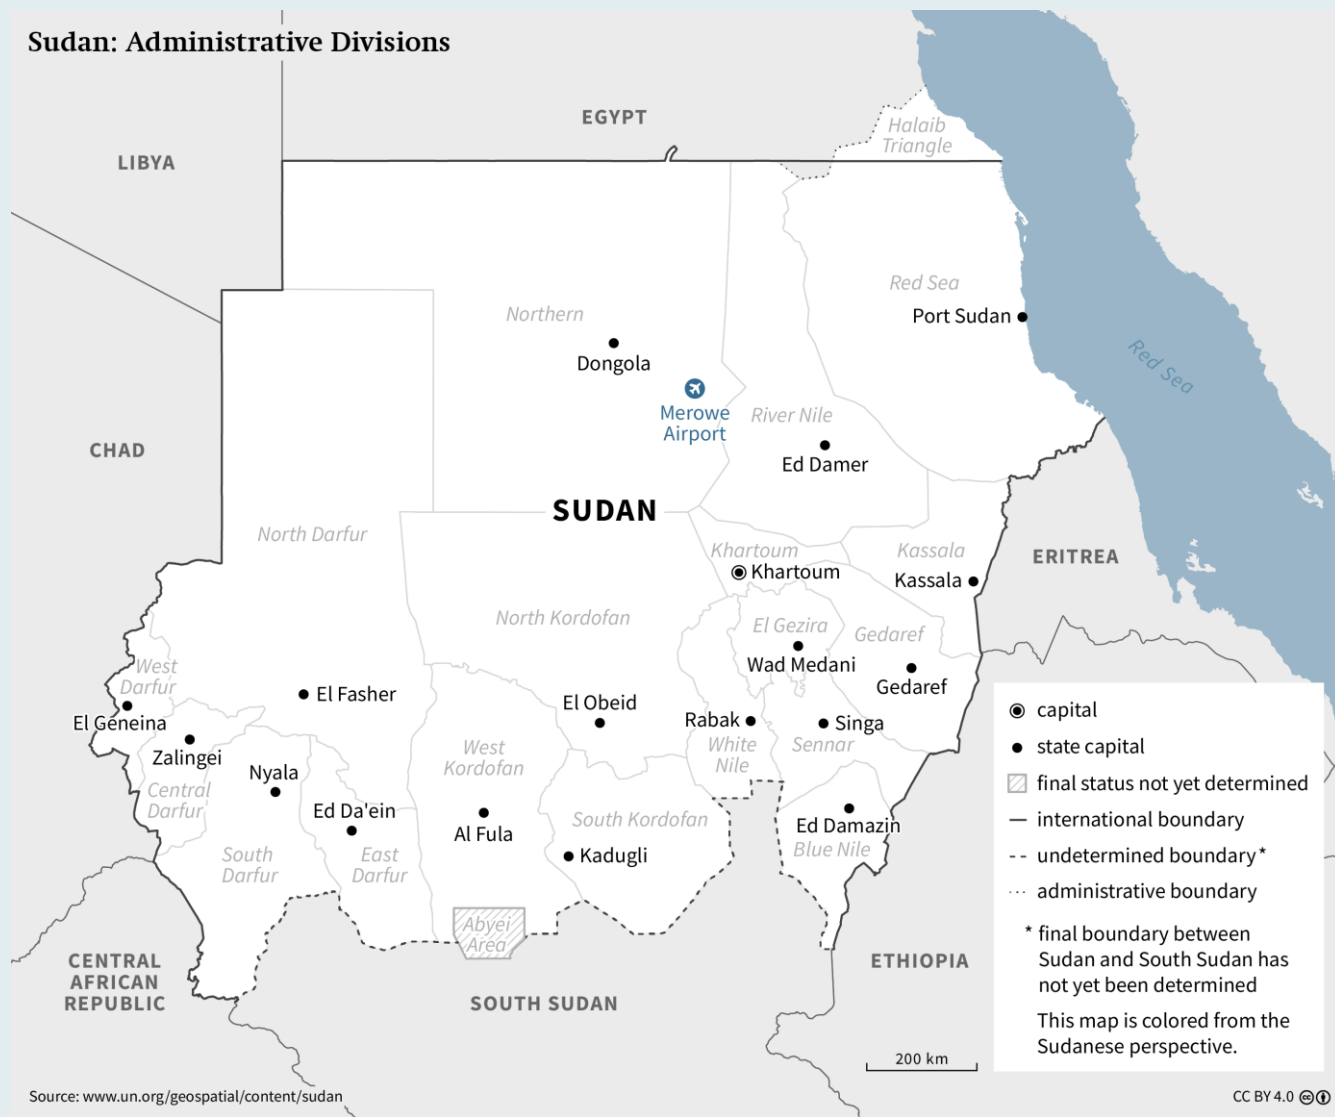 Sudan: Administrative Divisions
EGYPT
Halaib
Triangle
LIBYA
Red Sea
Northern
Port Sudan
Dongola
Red Sea
Merowe
Airport
River Nile
CHAD
Ed Damer
SUDAN
North Darfur
Khartoum
Kassala
ERITREA
Khartoum
Kassala
North Kordofan
El Gezira
Gedaref
Wad Medani
West
Darfur
Gedaref
El Fasher
El Obeid
El Geneina
Rabak
Singa
Zalingei
West
Kordofan
White
Nile
Sennar
Nyala
Central
Darfur
Ed Da'ein
Al Fula
South Kordofan
Ed Damazin
Blue Nile
Kadugli
South
Darfur
East
Darfur
Abyei
Area
CENTRAL
AFRICAN
REPUBLIC
SOUTH SUDAN
ETHIOPIA
capital
state capital
final status not yet determined
international boundary
undetermined boundary*
administrative boundary
* final boundary between
Sudan and South Sudan has
not yet been determined
This map is colored from the
Sudanese perspective.
200 km
Source: www.un.org/geospatial/content/sudan
CC BY 4.0